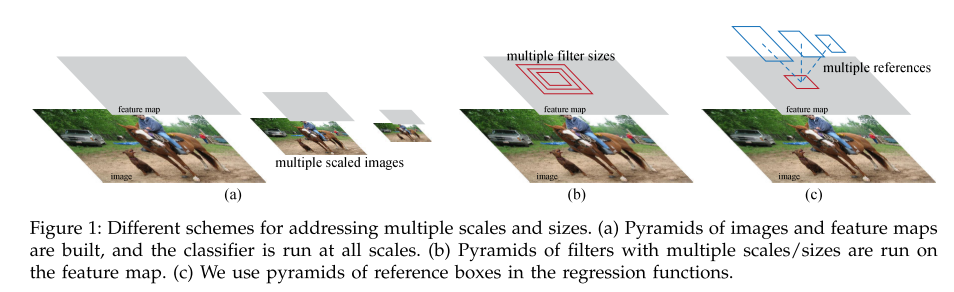 multiple filter sizes
multiple references
feature map
feature map
feature map
multiple scaled images
image
image
image
(a)
(b)
(c)
Figure 1: Different schemes for addressing multiple scales and sizes. (a) Pyramids of images and feature maps
are built, and the classifier is run at all scales. (b) Pyramids of filters with multiple scales/sizes are run on
the feature map. (c) We use pyramids of reference boxes in the regression functions.